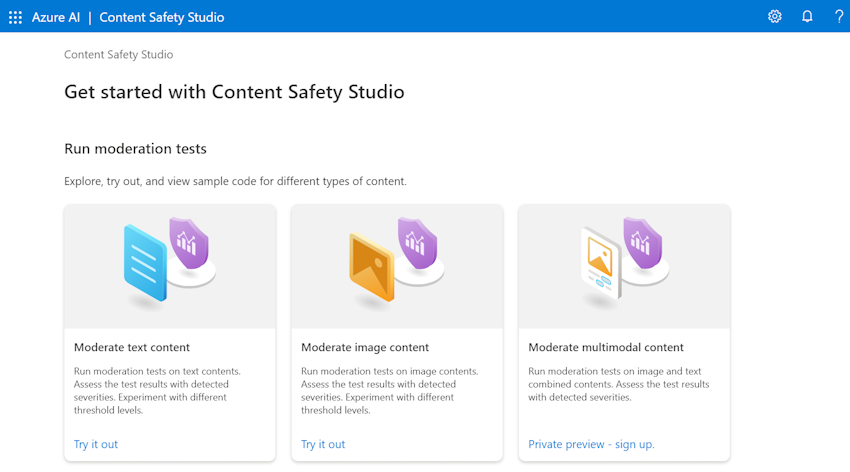 Azure AI | Content Safety Studio ?
Content Safety Studio
Get started with Content Safety Studio
Run moderation tests
Explore, try out, and view sample code for different types of content.
Moderate text content
Run moderation tests on text contents.
Assess the test results with detected
severities. Experiment with different
threshold levels.
Try it out
Moderate image content
Run moderation tests on image contents.
Assess the test results with detected
severities. Experiment with different
threshold levels.
Try it out
Moderate multimodal content
Run moderation tests on image and text
combined contents. Assess the test results
with detected severities.
Private preview - sign up.